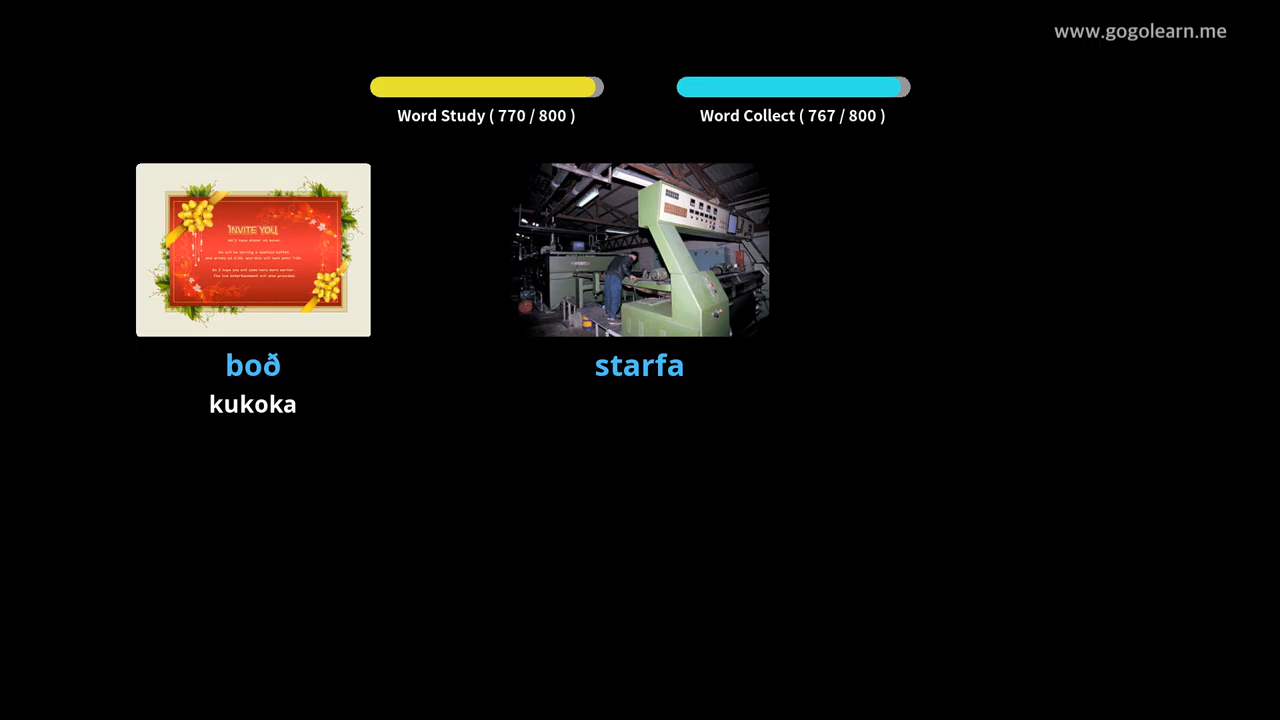 www.gogolearn.me
Word Study ( 770 / 800 )
Word Collect ( 767 / 800 )
INVITE YOU
boð
starfa
kukoka